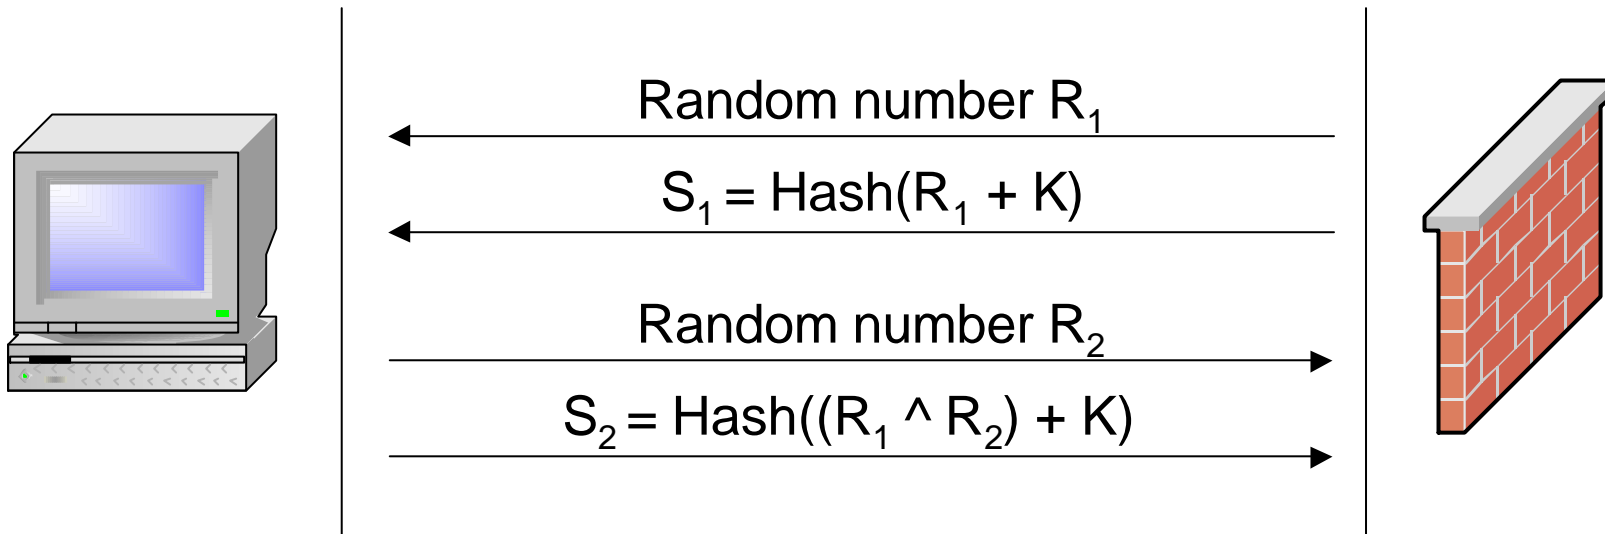 Random number R₁
S₁ = Hash(R₁ + K)
Random number R₂
S₂ = Hash((R₁ ^ R₂) + K)